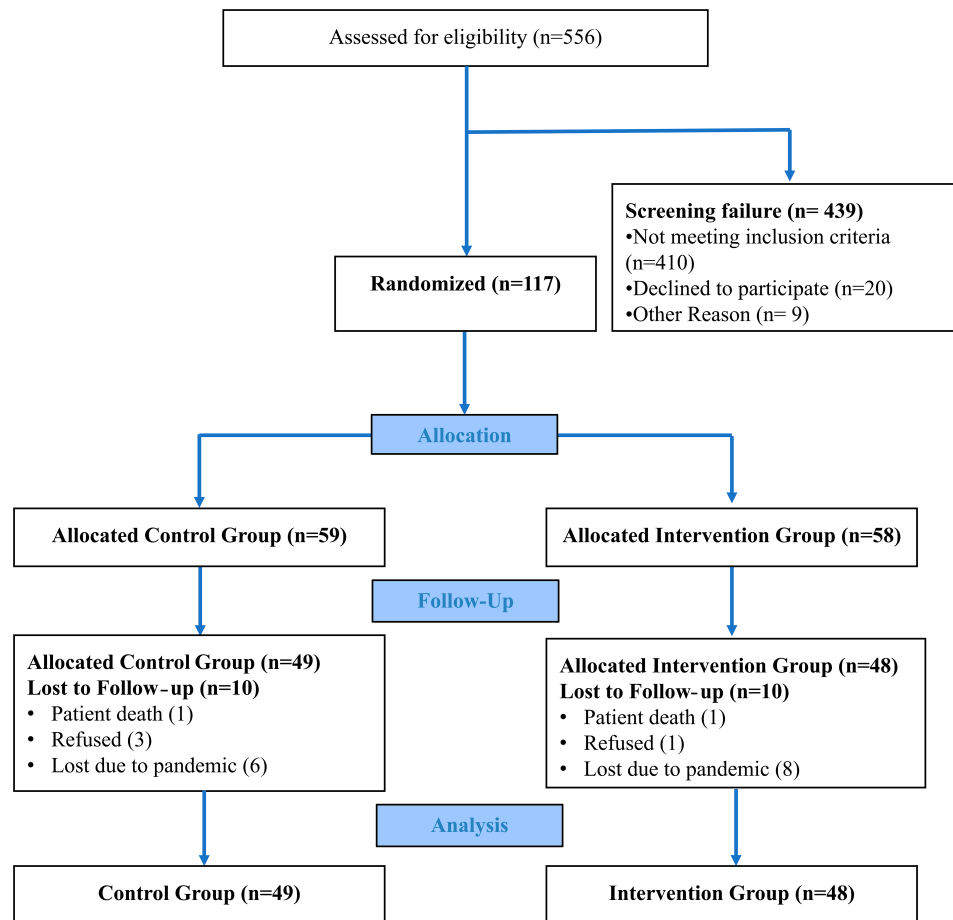 Assessed for eligibility (n=556)
Screening failure (n= 439)
•Not meeting inclusion criteria
(n=410)
•Declined to participate (n=20)
•Other Reason (n= 9)
Randomized (n=117)
Allocation
Allocated Control Group (n=59)
Allocated Intervention Group (n=58)
Follow-Up
Allocated Control Group (n=49)
Lost to Follow-up (n=10)
• Patient death (1)
• Refused (3)
• Lost due to pandemic (6)
Allocated Intervention Group (n=48)
Lost to Follow-up (n=10)
• Patient death (1)
• Refused (1)
• Lost due to pandemic (8)
Analysis
Control Group (n=49)
Intervention Group (n=48)